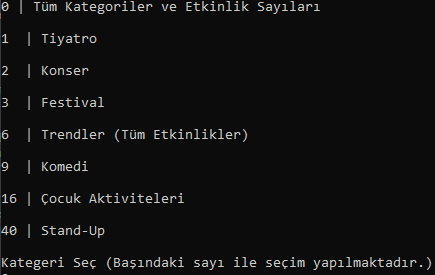 0 | Tüm Kategoriler ve Etkinlik Sayıları
1 | Tiyatro
2 | Konser
3 | Festival
6 | Trendler (Tüm Etkinlikler)
9 | Komedi
16 | Çocuk Aktiviteleri
40 | Stand-Up
Kategeri Seç (Başındaki sayı ile seçim yapılmaktadır.)